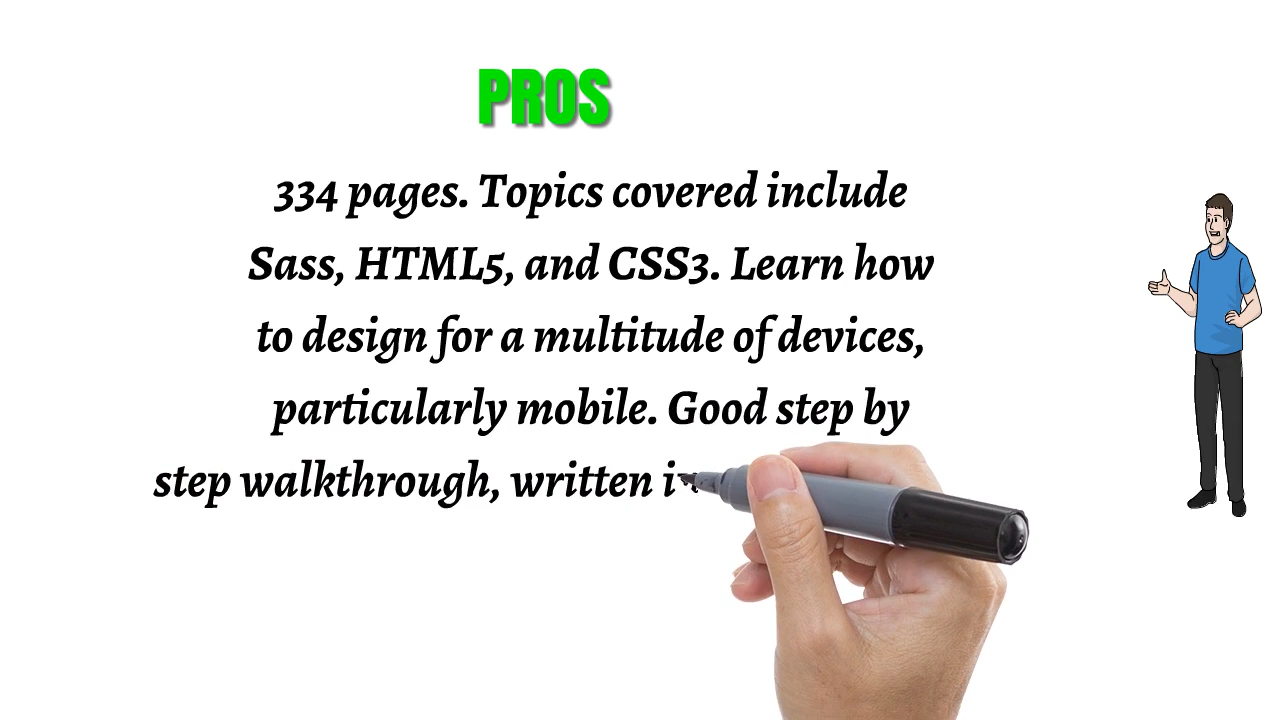 PROS
334 pages. Topics covered include
Sass, HTML5, and CSS3. Learn how
to design for a multitude of devices,
particularly mobile. Good step by
step walkthrough, written